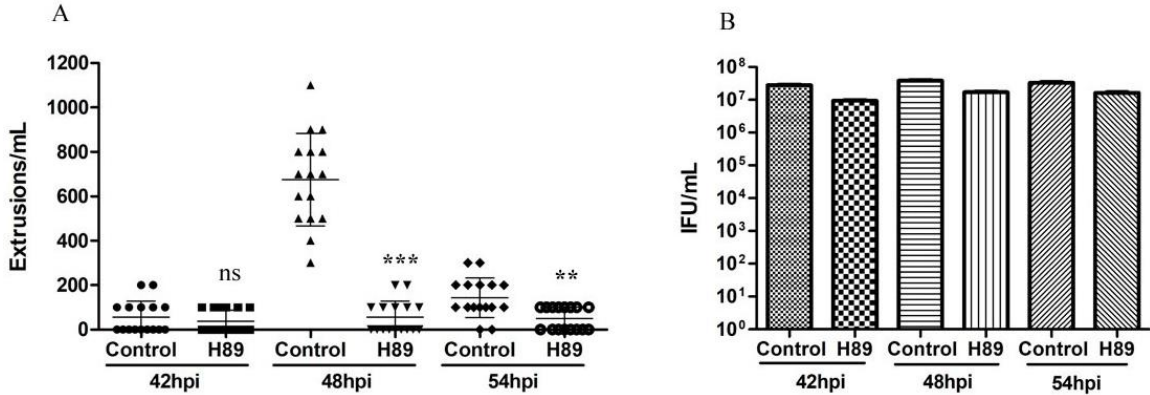 A
Extrusions/mL
1200
1000
800
600
400
200
0
ns
***
**
Control H89 Control H89 Control H89
42hpi 48hpi 54hpi
B
IFU/mL
10^8
10^7
10^6
10^5
10^4
10^3
10^2
10^1
10^0
Control H89 Control H89 Control H89
42hpi 48hpi 54hpi